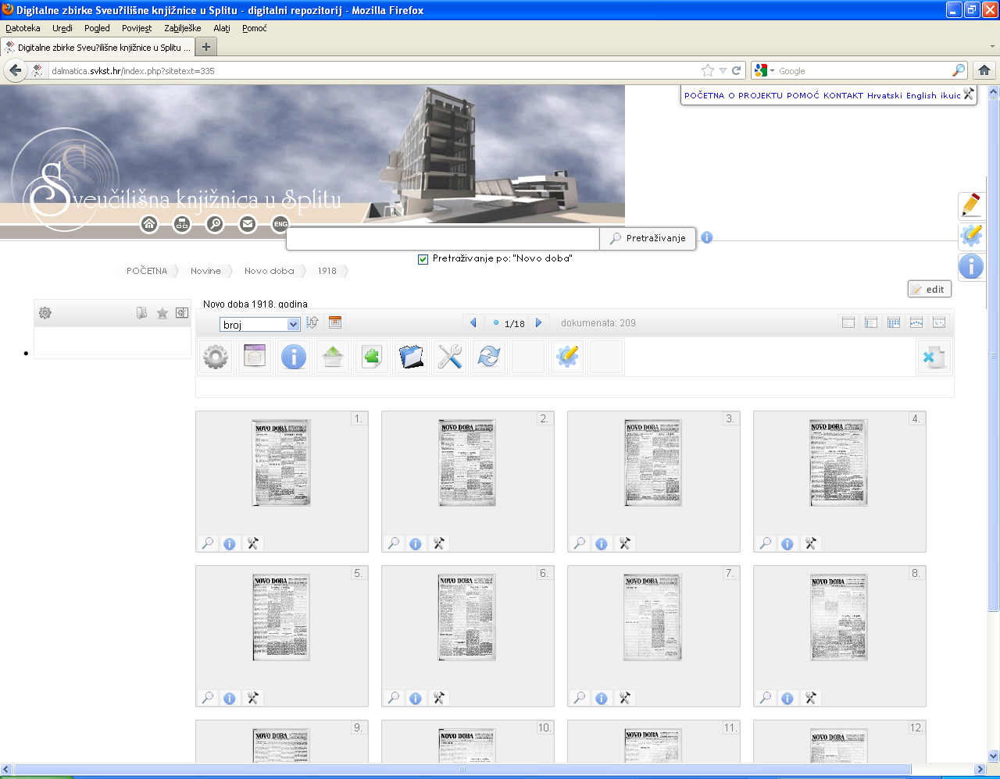 Digitalne zbirke Sveu?ilišne knjižnice u Splitu - digitalni repozitorij - Mozilla Firefox
Datoteka Uredi Pogled Povijest Zabilješke Alati Pomoć
Digitalne zbirke Sveu?ilišne knjižnice u Splitu ...
dalmatica.svkst.hr/index.php?sitetext=335
Google
POČETNA O PROJEKTU POMOĆ KONTAKT Hrvatski English ikuic
Sveučilišna knjižnica u Splitu
ENG
Pretraživanje
Pretraživanje po: "Novo doba"
POČETNA Novine Novo doba 1918
edit
Novo doba 1918. godina
broj
1/18
dokumenata: 209
1. 2. 3. 4.
NOVO DOBA NOVO DOBA NOVO DOBA NOVO DOBA
5. 6. 7. 8.
NOVO DOBA NOVO DOBA NOVO DOBA NOVO DOBA
9. 10. 11. 12.
NOVO DOBA NOVO DOBA NOVO DOBA NOVO DOBA